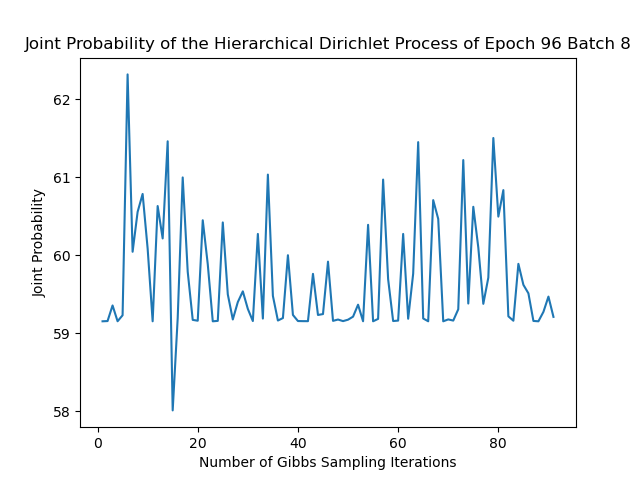 Joint Probability of the Hierarchical Dirichlet Process of Epoch 96 Batch 8
62
61
60
59
58
Joint Probability
0 20 40 60 80
Number of Gibbs Sampling Iterations